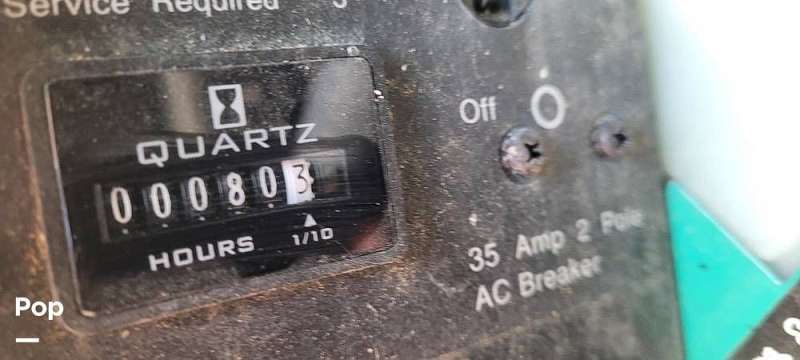 Service Required
QUARTZ
000803
HOURS 1/10
Off
35 Amp 2 Pole
AC Breaker
Pop